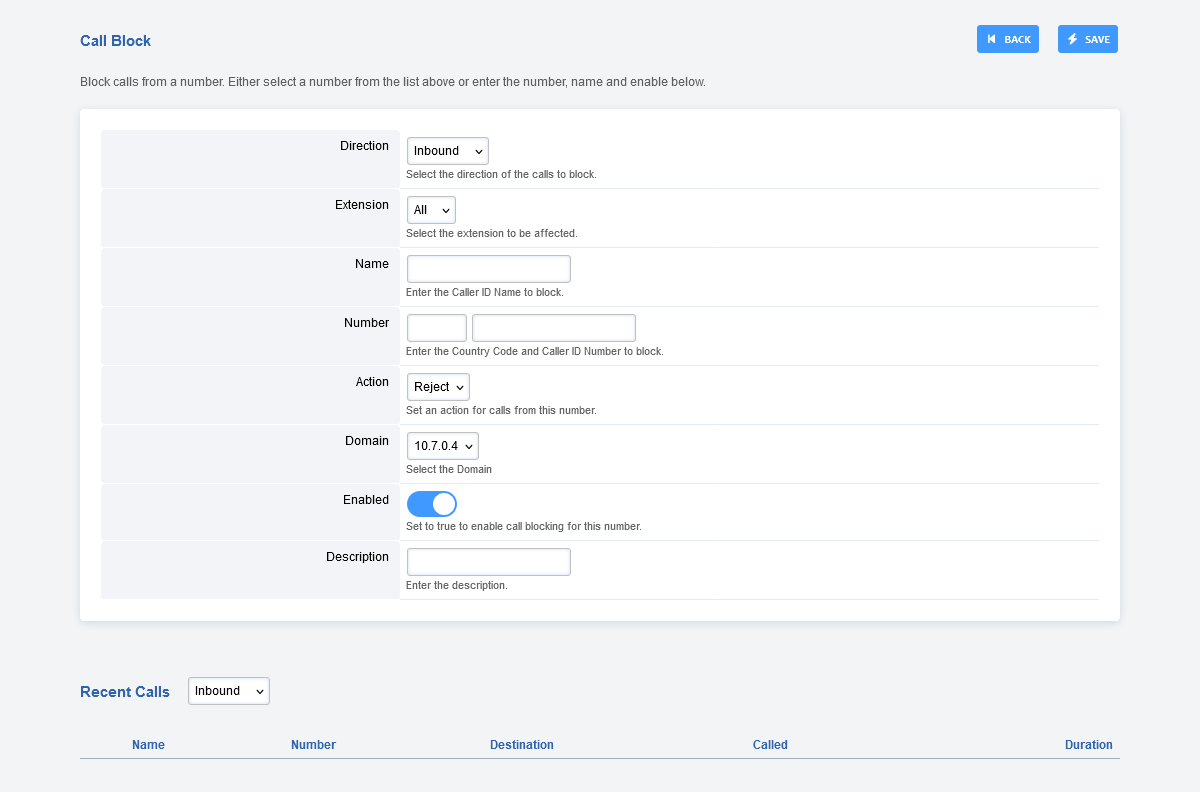 Call Block
BACK
SAVE
Block calls from a number. Either select a number from the list above or enter the number, name and enable below.
Direction
Inbound
Select the direction of the calls to block.
Extension
All
Select the extension to be affected.
Name
Enter the Caller ID Name to block.
Number
Enter the Country Code and Caller ID Number to block.
Action
Reject
Set an action for calls from this number.
Domain
10.7.0.4
Select the Domain
Enabled
Set to true to enable call blocking for this number.
Description
Enter the description.
Recent Calls
Inbound
Name Number Destination Called Duration